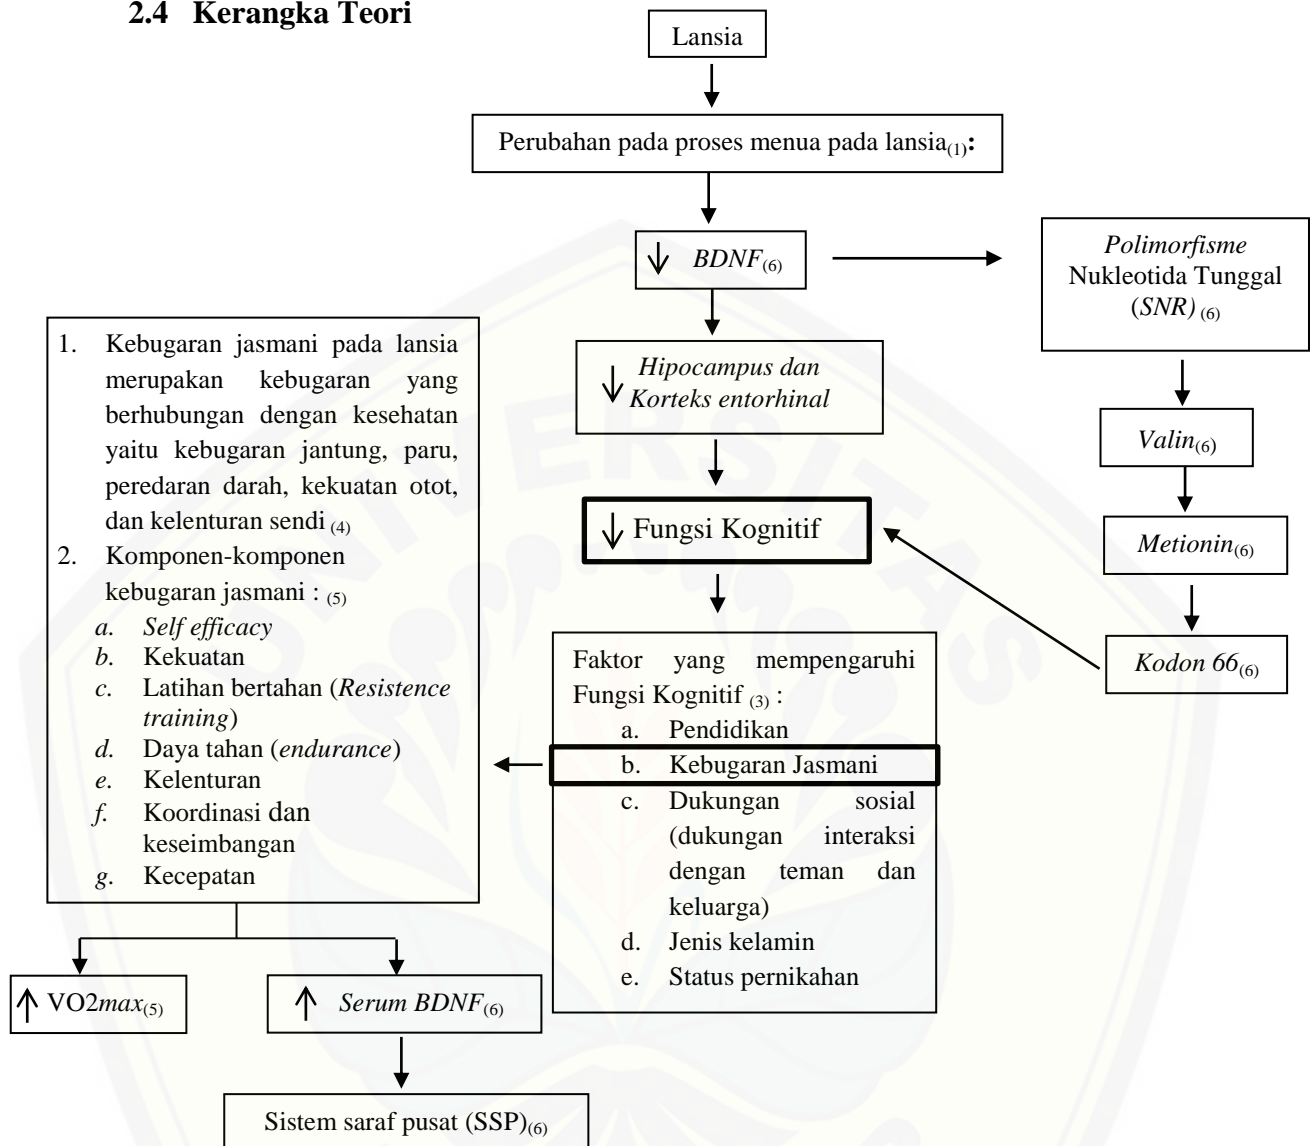 2.4 Kerangka Teori
Lansia
Perubahan pada proses menua pada lansia(1):
↓ BDNF(6)
Polimorfisme
Nukleotida Tunggal
(SNR) (6)
↓ Hipocampus dan
Korteks entorhinal
Valin(6)
↓ Fungsi Kognitif
Metionin(6)
Kodon 66(6)
1. Kebugaran jasmani pada lansia
merupakan kebugaran yang
berhubungan dengan kesehatan
yaitu kebugaran jantung, paru,
peredaran darah, kekuatan otot,
dan kelenturan sendi (4)
2. Komponen-komponen
kebugaran jasmani : (5)
a. Self efficacy
b. Kekuatan
c. Latihan bertahan (Resistence
training)
d. Daya tahan (endurance)
e. Kelenturan
f. Koordinasi dan
keseimbangan
g. Kecepatan
Faktor yang mempengaruhi
Fungsi Kognitif (3) :
a. Pendidikan
b. Kebugaran Jasmani
c. Dukungan sosial
(dukungan interaksi
dengan teman dan
keluarga)
d. Jenis kelamin
e. Status pernikahan
↑ VO2max(5)
↑ Serum BDNF(6)
Sistem saraf pusat (SSP)(6)
UNIVERSITAS